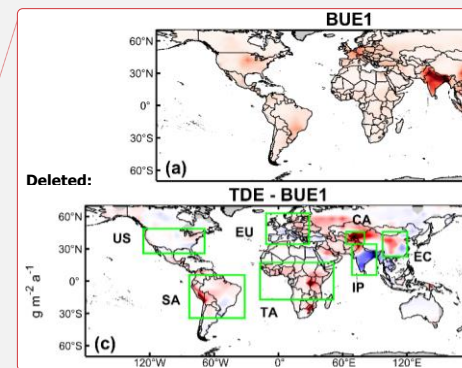 BUE1
60°N
30°N
0°
30°S
60°S
(a)
Deleted:
TDE - BUE1
60°N
30°N
0°
30°S
60°S
g m⁻² a⁻¹
US
EU
CA
EC
SA
TA
IP
(c)
120°W 60°W 0° 60°E 120°